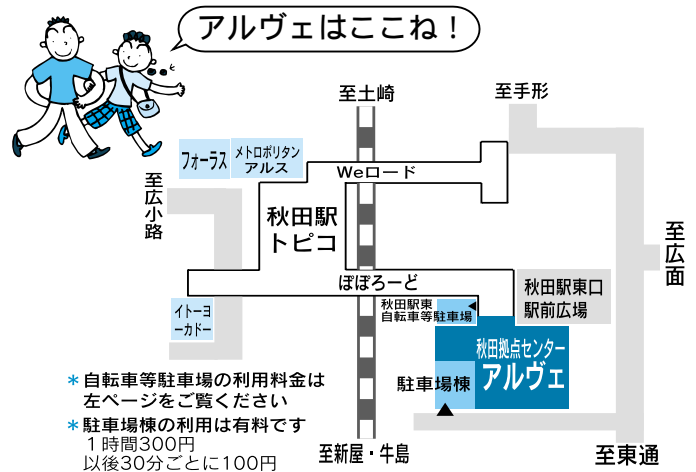 アルヴェはここね！
至土崎
至手形
フォーラス
メトロポリタン
アルス
Weロード
至広小路
秋田駅
トピコ
至広面
ぽぽろーど
秋田駅東口
駅前広場
イトーヨ
ーカドー
秋田駅東
自転車等駐車場
秋田拠点センター
アルヴェ
駐車場棟
＊自転車等駐車場の利用料金は
左ページをご覧ください
＊駐車場棟の利用は有料です
１時間300円
以後30分ごとに100円
至新屋・牛島
至東通